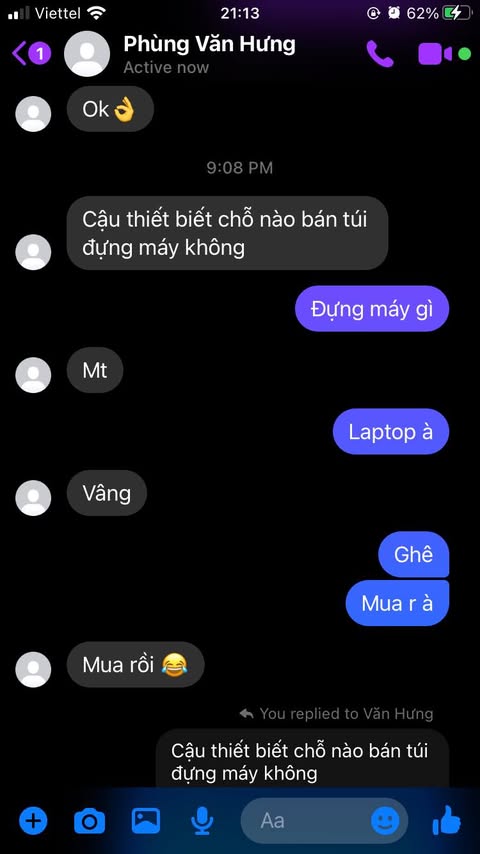 Viettel 21:13 62%
1 Phùng Văn Hưng
Active now
Ok👌
9:08 PM
Cậu thiết biết chỗ nào bán túi
đựng máy không
Đựng máy gì
Mt
Laptop à
Vâng
Ghê
Mua r à
Mua rồi 😂
You replied to Văn Hưng
Cậu thiết biết chỗ nào bán túi
đựng máy không
Aa